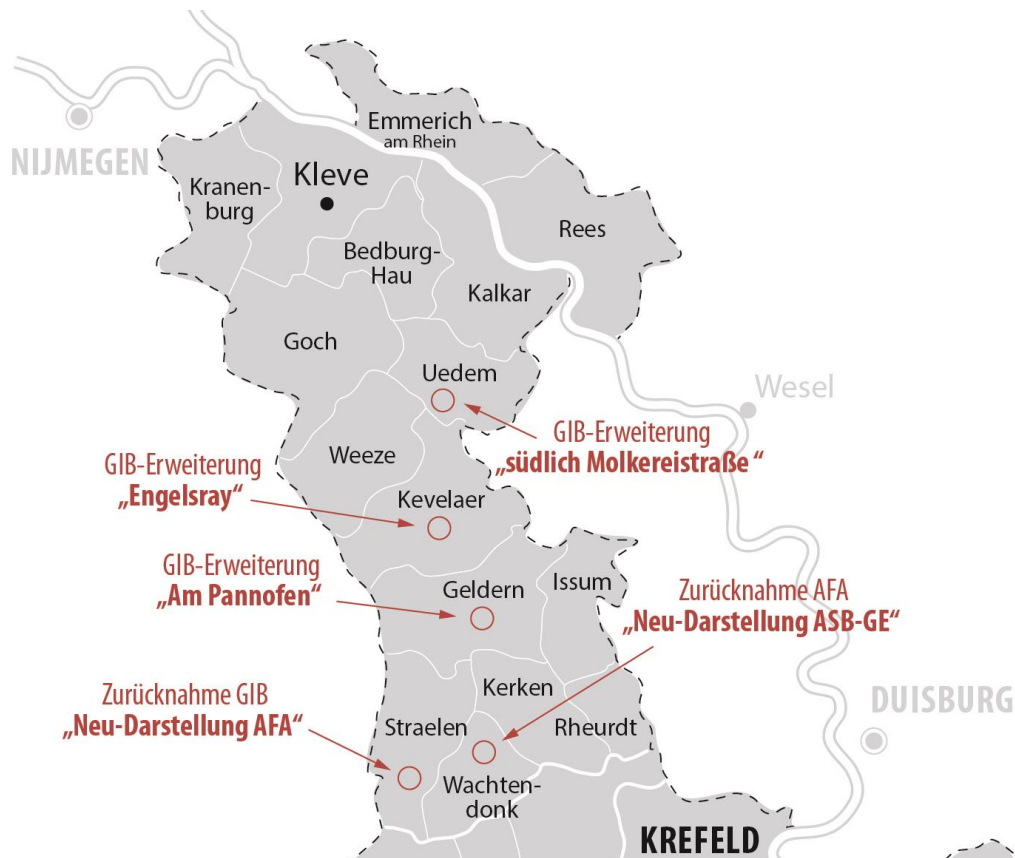 Emmerich
am Rhein
NIJMEGEN
Kleve
Kranen-
burg
Rees
Bedburg-
Hau
Kalkar
Goch
Uedem
Wesel
GIB-Erweiterung
„südlich Molkereistraße“
Weeze
GIB-Erweiterung
„Engelsray“
Kevelaer
GIB-Erweiterung
„Am Pannofen“
Geldern
Issum
Zurücknahme AFA
„Neu-Darstellung ASB-GE“
Kerken
Zurücknahme GIB
„Neu-Darstellung AFA“
Straelen
Rheurdt
DUISBURG
Wachten-
donk
KREFELD